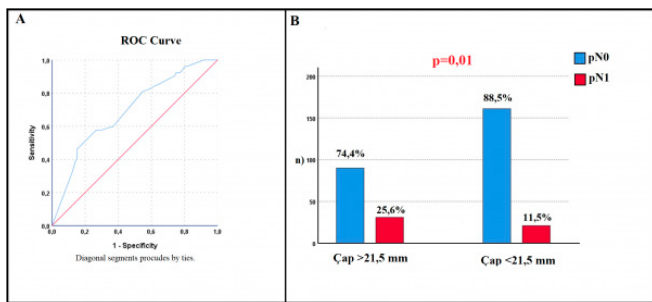 A
ROC Curve
1,0
0,8
0,6
0,4
0,2
0,0
Sensitivity
0,0 0,2 0,4 0,6 0,8 1,0
1 - Specificity
Diagonal segments procudes by ties.
B
p=0,01
pN0
pN1
200
150
100
50
0
n)
74,4%
25,6%
88,5%
11,5%
Çap >21,5 mm
Çap <21,5 mm